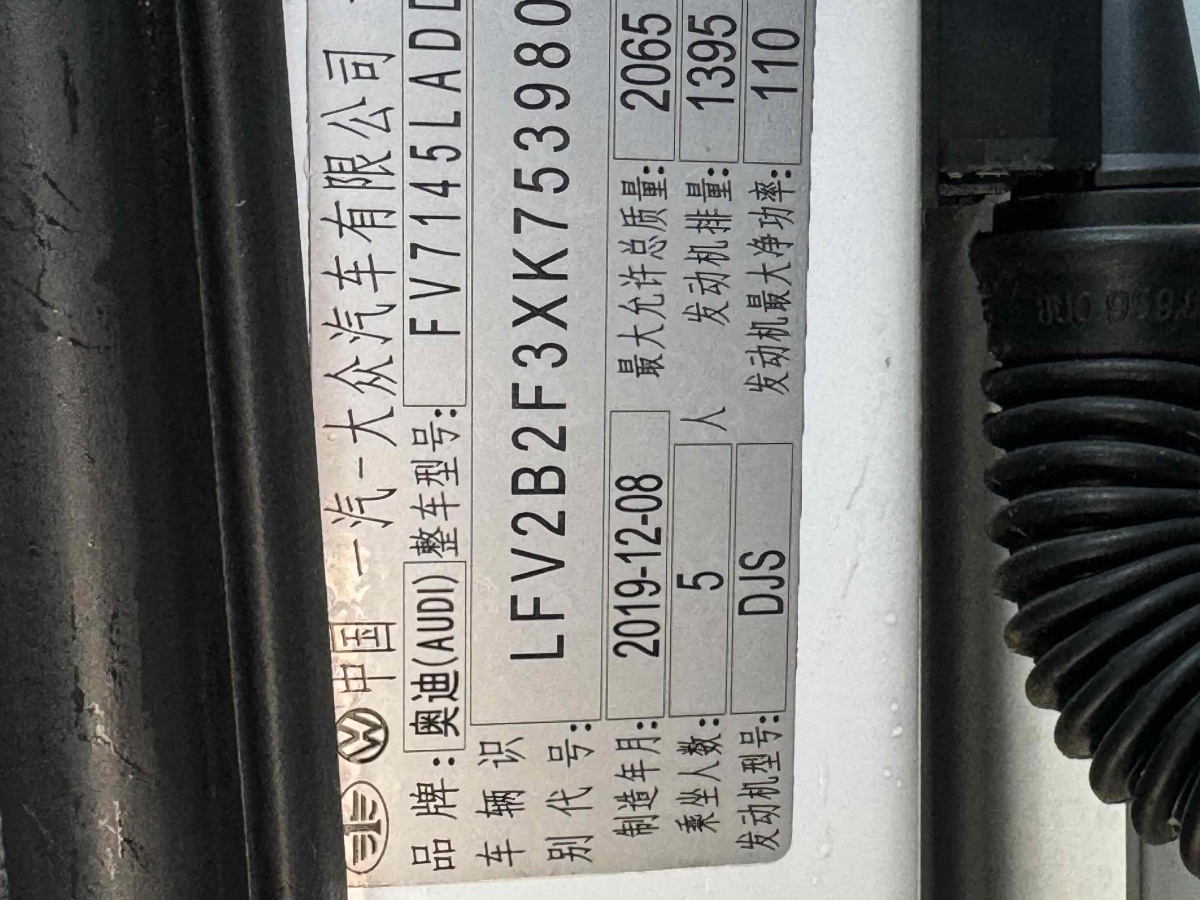 中国一汽-大众汽车有限公司
品牌: 奥迪(AUDI) 整车型号: FV7145LADD
车辆识别代号: LFV2B2F3XK753980
制造年月: 2019-12-08 最大允许总质量: 2065
乘坐人数: 5 人 发动机排量: 1395
发动机型号: DJS 发动机最大净功率: 110